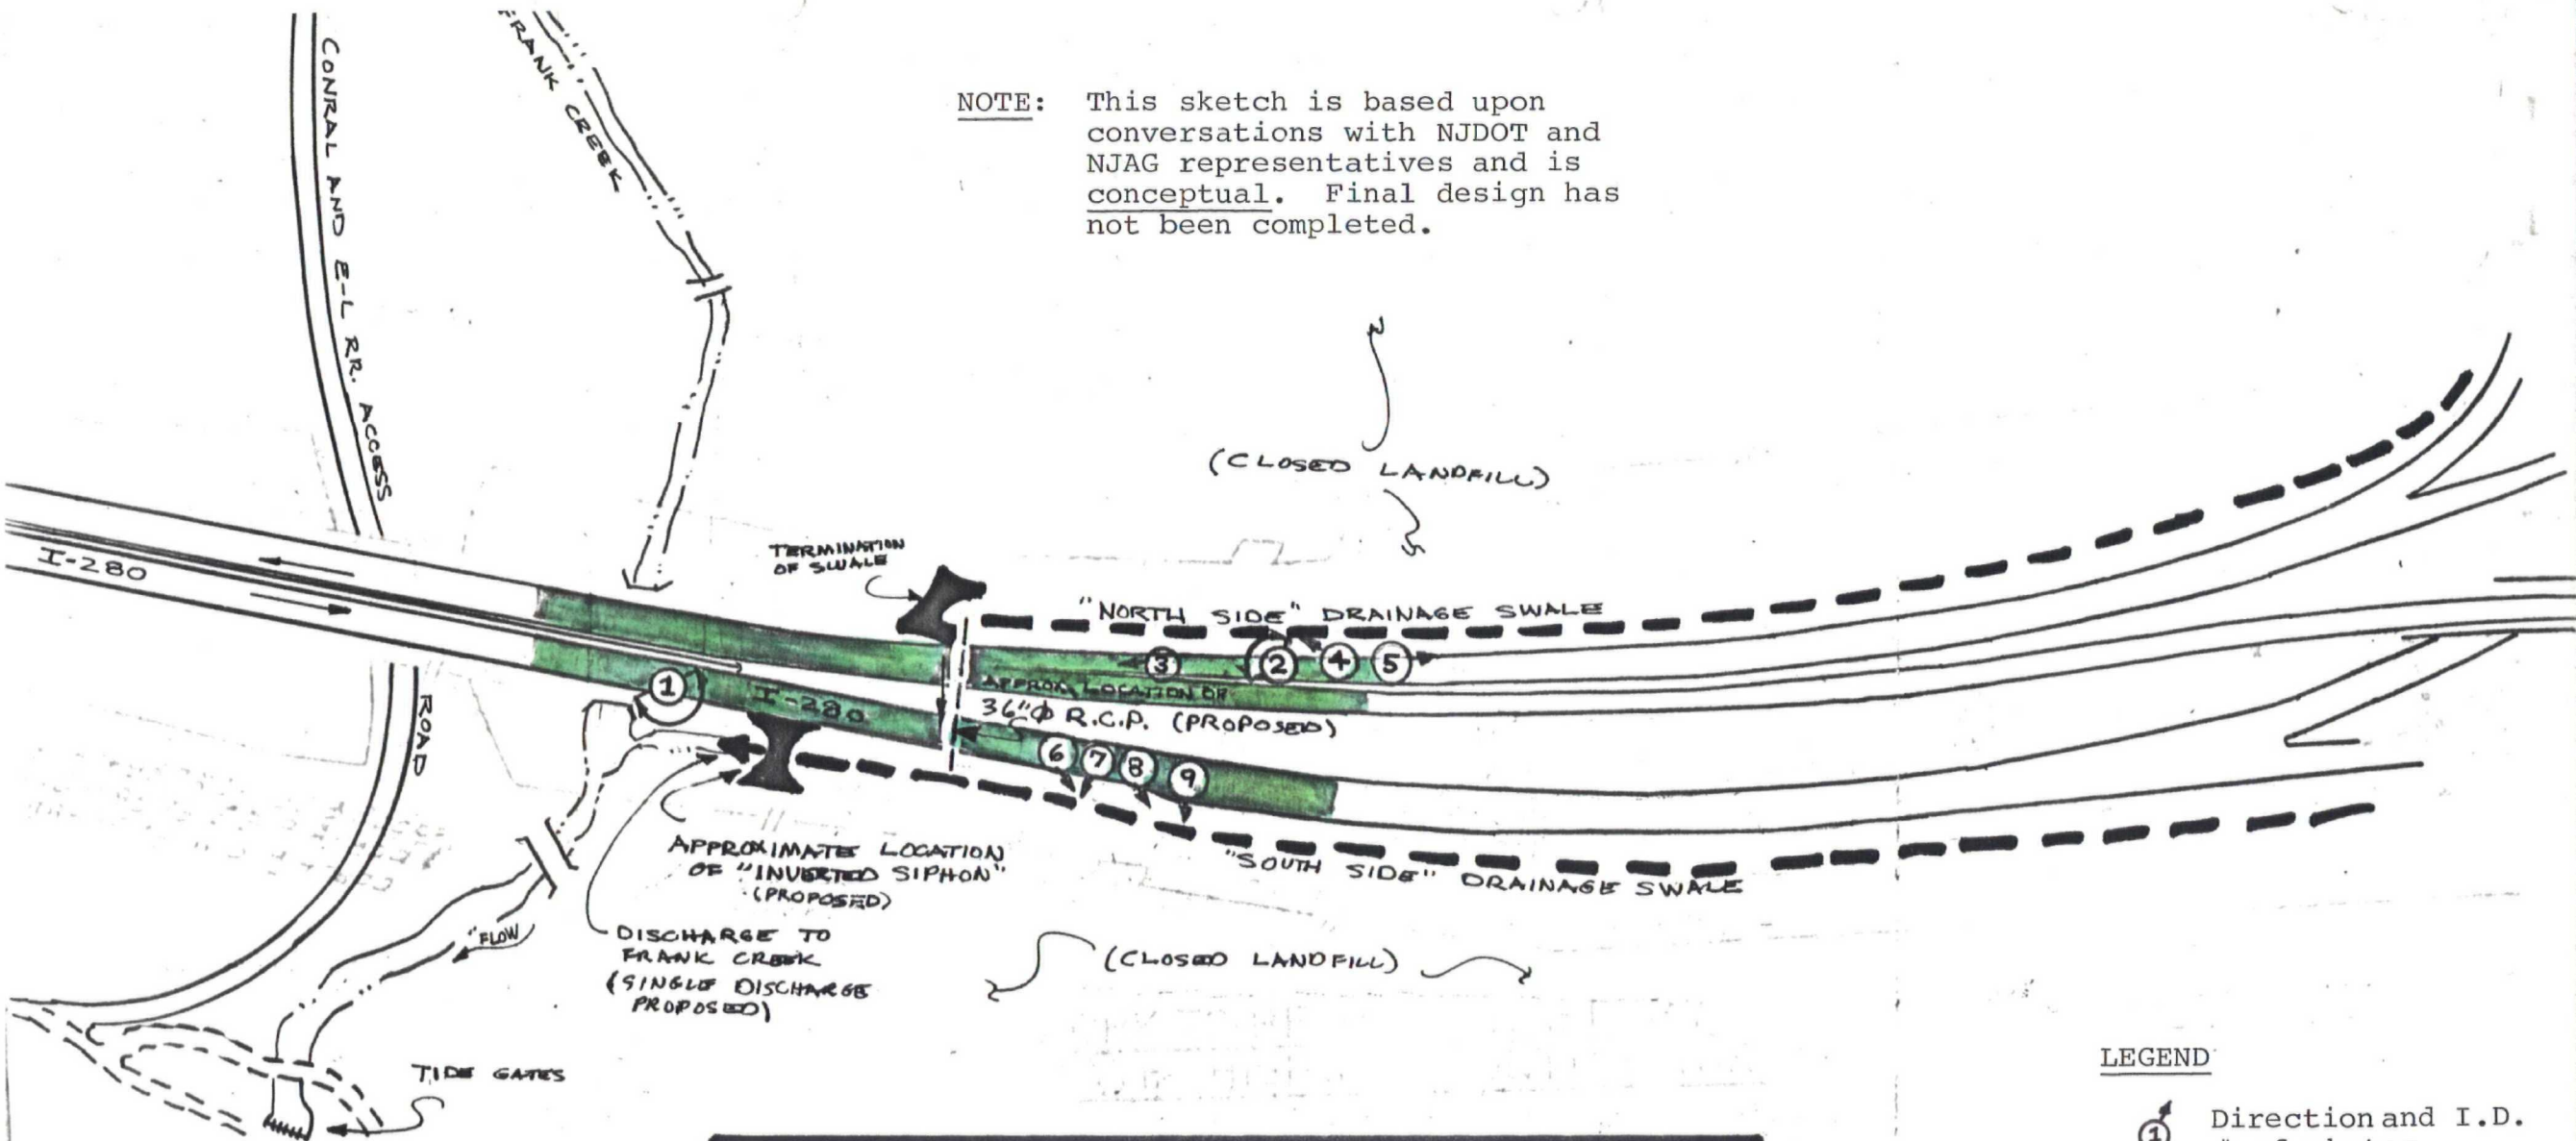 CONRAL AND E-L RR. ACCESS
FRANK CREEK
NOTE: This sketch is based upon
conversations with NJDOT and
NJAG representatives and is
conceptual. Final design has
not been completed.
(CLOSED LANDFILL)
I-280
TERMINATION
OF SWALE
"NORTH SIDE" DRAINAGE SWALE
3
2
4
5
1
I-280
APPROX. LOCATION OF
36"Φ R.C.P. (PROPOSED)
ROAD
6
7
8
9
APPROXIMATE LOCATION
OF "INVERTED SIPHON"
(PROPOSED)
"SOUTH SIDE" DRAINAGE SWALE
DISCHARGE TO
FRANK CREEK
(SINGLE DISCHARGE
PROPOSED)
FLOW
(CLOSED LANDFILL)
TIDE GATES
LEGEND
1 Direction and I.D.